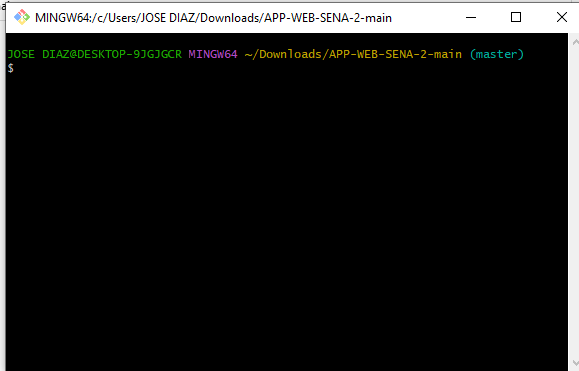 MINGW64:/c/Users/JOSE DIAZ/Downloads/APP-WEB-SENA-2-main
JOSE DIAZ@DESKTOP-9JGJGCR MINGW64 ~/Downloads/APP-WEB-SENA-2-main (master)
$